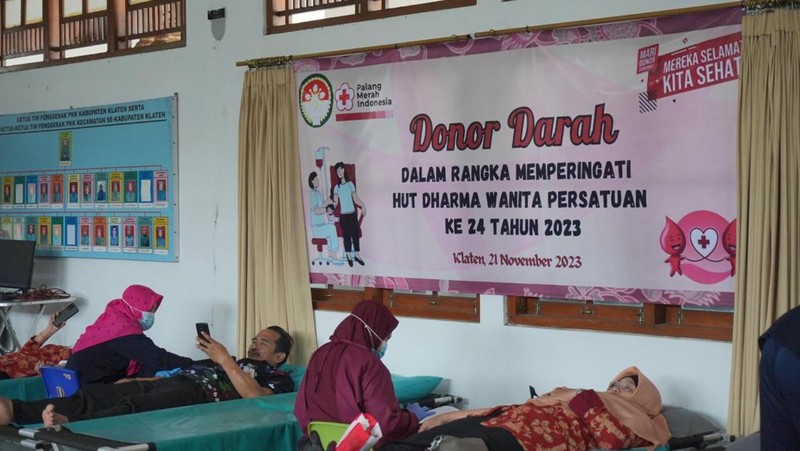 KETUA TIM PENGGERAK PKK KABUPATEN KLATEN SERTA
KETUA-KETUA TIM PENGGERAK PKK KECAMATAN SE-KABUPATEN KLATEN
Palang
Merah
Indonesia
MARI
DONOR
MEREKA SELAMAT
KITA SEHAT
Donor Darah
DALAM RANGKA MEMPERINGATI
HUT DHARMA WANITA PERSATUAN
KE 24 TAHUN 2023
Klaten, 21 November 2023